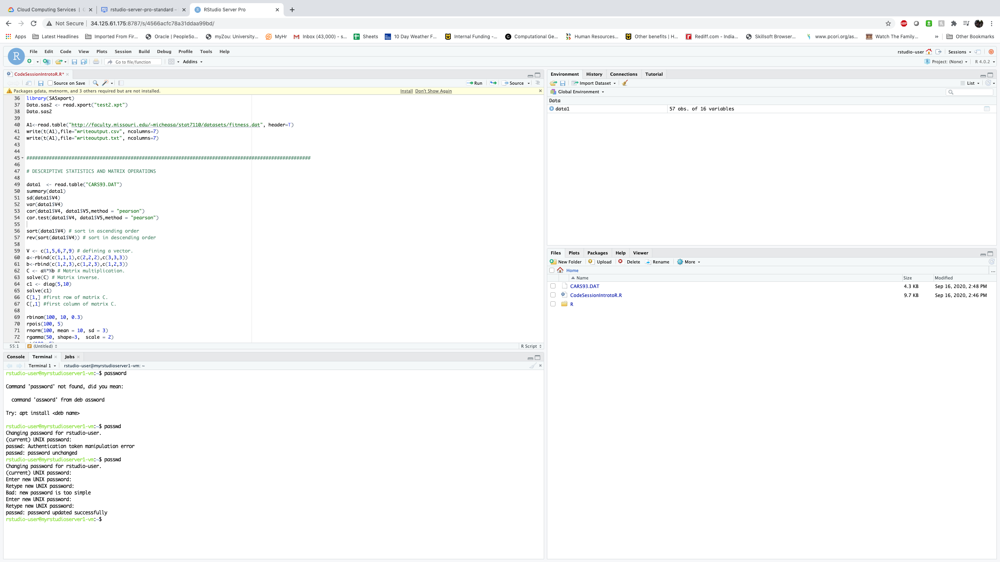 Cloud Computing Services | G
rstudio-server-pro-standard –
RStudio Server Pro
Not Secure 34.125.61.175:8787/s/4566acfc78a31ddaa99bd/
ABP
Apps Latest Headlines Imported From Fir... Oracle | PeopleSo... myZou: University... MyHr Inbox (43,000) - s... Sheets 10 Day Weather F... Internal Funding -... Computational Ge... Human Resources... Other benefits | H... Rediff.com - India... Skillsoft Browser... www.pcori.org/as... Watch The Family... » Other Bookmarks
R File Edit Code View Plots Session Build Debug Profile Tools Help
rstudio-user Sessions
Go to file/function Addins
Project: (None) R 4.0.2
CodeSessionIntrotoR.R*
Source on Save Run Source
Packages gdata, mvtnorm, and 3 others required but are not installed. Install Don't Show Again
36 library(SASxport)
37 Data.sas2 <- read.xport("test2.xpt")
38 Data.sas2
39
40 A1<-read.table("http://faculty.missouri.edu/~micheasa/stat7110/datasets/fitness.dat", header=T)
41 write(t(A1),file="writeoutput.csv", ncolumns=7)
42 write(t(A1),file="writeoutput.txt", ncolumns=7)
43
44
45 #####################################################################################################
46
47 # DESCRIPTIVE STATISTICS AND MATRIX OPERATIONS
48
49 data1  <- read.table("CARS93.DAT")
50 summary(data1)
51 sd(data1$V4)
52 var(data1$V4)
53 cor(data1$V4, data1$V5,method = "pearson")
54 cor.test(data1$V4, data1$V5,method = "pearson")
55
56 sort(data1$V4) # sort in ascending order
57 rev(sort(data1$V4)) # sort in descending order
58
59 V <- c(1,5,6,7,9) # defining a vector.
60 a<-rbind(c(1,1,1),c(2,2,2),c(3,3,3))
61 b<-rbind(c(1,2,3),c(1,2,3),c(1,2,3))
62 C <- a%*%b # Matrix multiplication.
63 solve(C) # Matrix inverse.
64 c1 <- diag(5,10)
65 solve(c1)
66 C[1,] #first row of matrix C.
67 C[,1] #first column of matrix C.
68
69 rbinom(100, 10, 0.3)
70 rpois(100, 5)
71 rnorm(100, mean = 10, sd = 3)
72 rgamma(50, shape=3,  scale = 2)
55:1 (Untitled) R Script
Console Terminal Jobs
Terminal 1 rstudio-user@myrstudioserver1-vm: ~
rstudio-user@myrstudioserver1-vm:~$ password
Command 'password' not found, did you mean:
command 'assword' from deb assword
Try: apt install <deb name>
rstudio-user@myrstudioserver1-vm:~$ passwd
Changing password for rstudio-user.
(current) UNIX password:
passwd: Authentication token manipulation error
passwd: password unchanged
rstudio-user@myrstudioserver1-vm:~$ passwd
Changing password for rstudio-user.
(current) UNIX password:
Enter new UNIX password:
Retype new UNIX password:
Bad: new password is too simple
Enter new UNIX password:
Retype new UNIX password:
passwd: password updated successfully
rstudio-user@myrstudioserver1-vm:~$
Environment History Connections Tutorial
Import Dataset List
Global Environment
Data
data1 57 obs. of 16 variables
Files Plots Packages Help Viewer
New Folder Upload Delete Rename More
Home ...
Name Size Modified
CARS93.DAT 4.3 KB Sep 16, 2020, 2:48 PM
CodeSessionIntrotoR.R 9.7 KB Sep 16, 2020, 2:46 PM
R